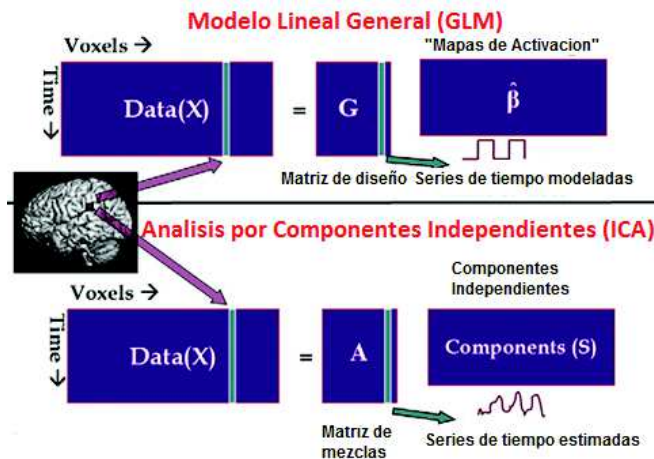 Modelo Lineal General (GLM)
Voxels →
"Mapas de Activacion"
Time →
Data(X)
=
G
β̂
Matriz de diseño
Series de tiempo modeladas
Analisis por Componentes Independientes (ICA)
Voxels →
Componentes
Independientes
Time →
Data(X)
=
A
Components (S)
Matriz de
mezclas
Series de tiempo estimadas